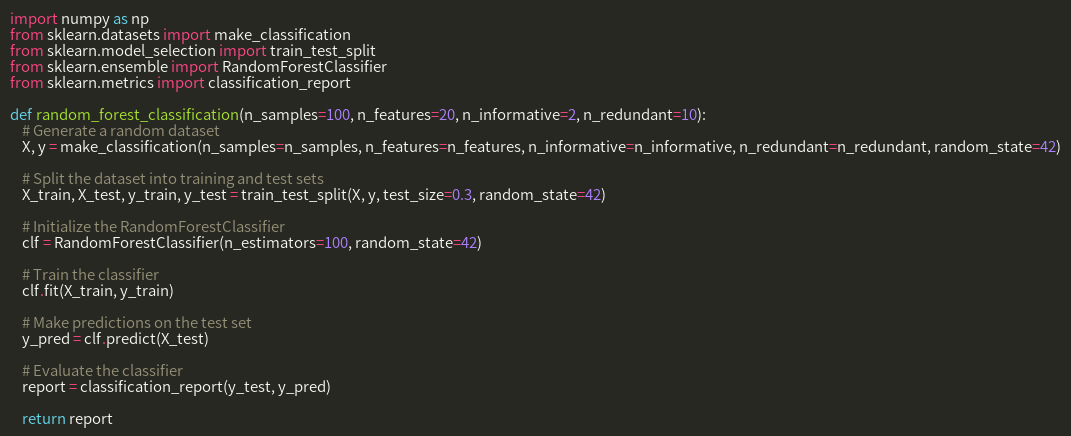 import numpy as np
from sklearn.datasets import make_classification
from sklearn.model_selection import train_test_split
from sklearn.ensemble import RandomForestClassifier
from sklearn.metrics import classification_report

def random_forest_classification(n_samples=100, n_features=20, n_informative=2, n_redundant=10):
    # Generate a random dataset
    X, y = make_classification(n_samples=n_samples, n_features=n_features, n_informative=n_informative, n_redundant=n_redundant, random_state=42)

    # Split the dataset into training and test sets
    X_train, X_test, y_train, y_test = train_test_split(X, y, test_size=0.3, random_state=42)

    # Initialize the RandomForestClassifier
    clf = RandomForestClassifier(n_estimators=100, random_state=42)

    # Train the classifier
    clf.fit(X_train, y_train)

    # Make predictions on the test set
    y_pred = clf.predict(X_test)

    # Evaluate the classifier
    report = classification_report(y_test, y_pred)

    return report